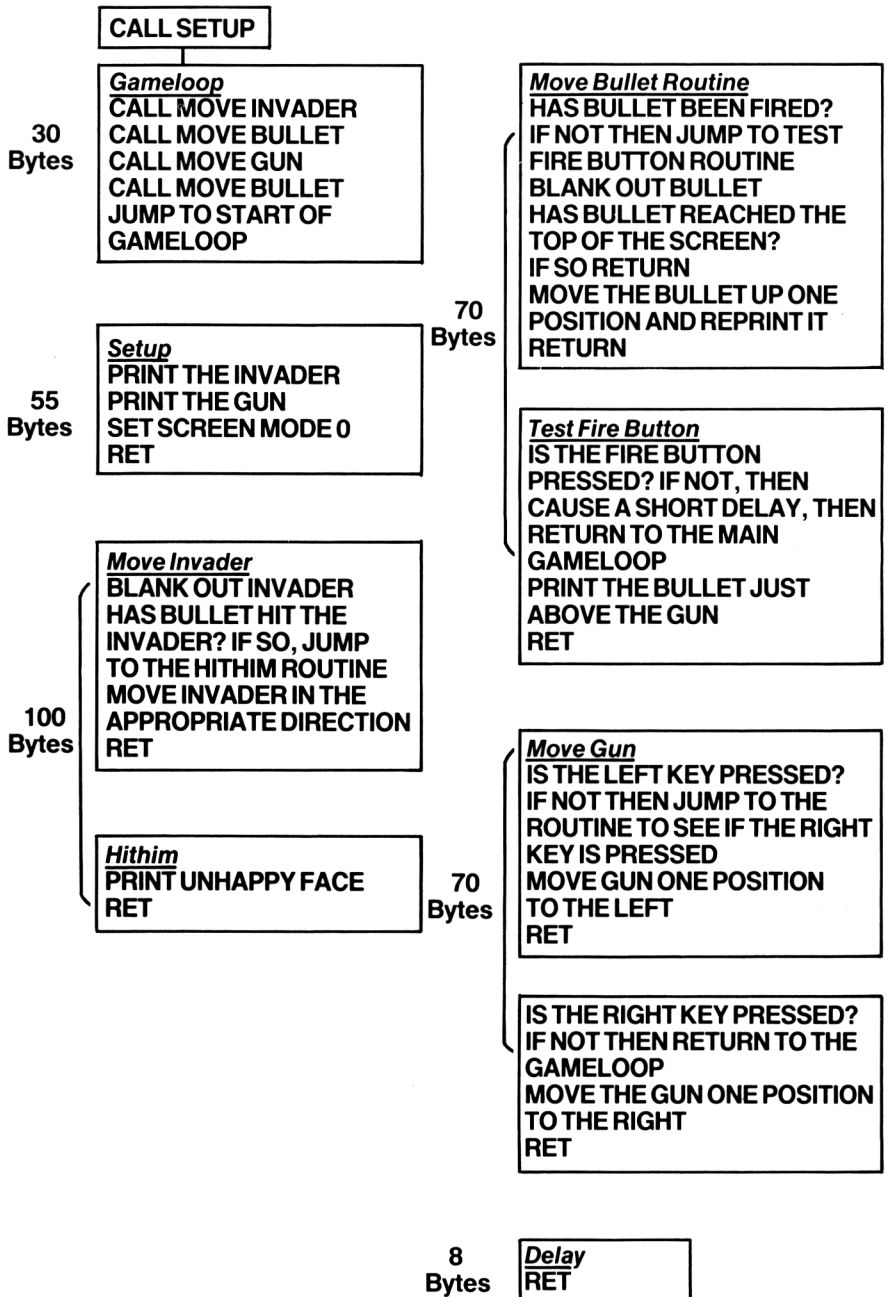 CALL SETUP
30
Bytes
Gameloop
CALL MOVE INVADER
CALL MOVE BULLET
CALL MOVE GUN
CALL MOVE BULLET
JUMP TO START OF
GAMELOOP
55
Bytes
Setup
PRINT THE INVADER
PRINT THE GUN
SET SCREEN MODE 0
RET
100
Bytes
Move Invader
BLANK OUT INVADER
HAS BULLET HIT THE
INVADER? IF SO, JUMP
TO THE HITHIM ROUTINE
MOVE INVADER IN THE
APPROPRIATE DIRECTION
RET
Hithim
PRINT UNHAPPY FACE
RET
70
Bytes
Move Bullet Routine
HAS BULLET BEEN FIRED?
IF NOT THEN JUMP TO TEST
FIRE BUTTON ROUTINE
BLANK OUT BULLET
HAS BULLET REACHED THE
TOP OF THE SCREEN?
IF SO RETURN
MOVE THE BULLET UP ONE
POSITION AND REPRINT IT
RETURN
Test Fire Button
IS THE FIRE BUTTON
PRESSED? IF NOT, THEN
CAUSE A SHORT DELAY, THEN
RETURN TO THE MAIN
GAMELOOP
PRINT THE BULLET JUST
ABOVE THE GUN
RET
70
Bytes
Move Gun
IS THE LEFT KEY PRESSED?
IF NOT THEN JUMP TO THE
ROUTINE TO SEE IF THE RIGHT
KEY IS PRESSED
MOVE GUN ONE POSITION
TO THE LEFT
RET
IS THE RIGHT KEY PRESSED?
IF NOT THEN RETURN TO THE
GAMELOOP
MOVE THE GUN ONE POSITION
TO THE RIGHT
RET
8
Bytes
Delay
RET